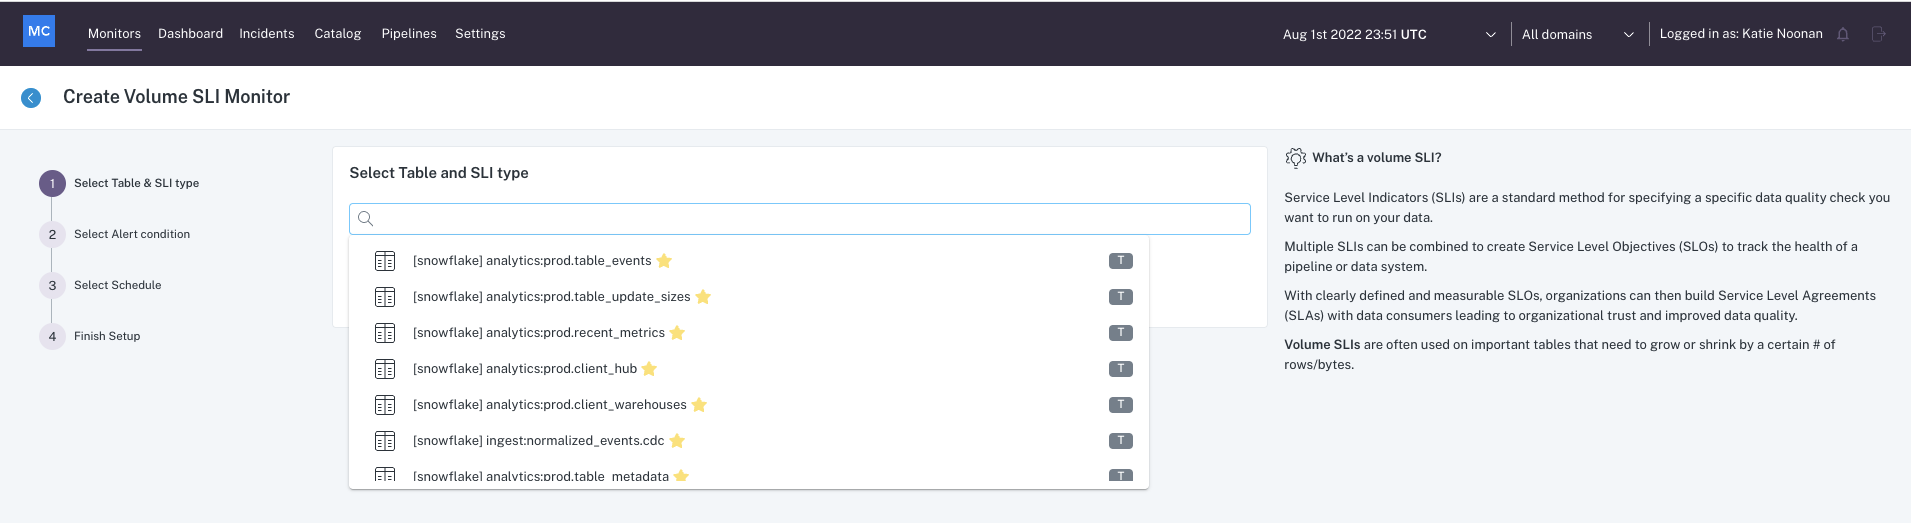 MC Monitors Dashboard Incidents Catalog Pipelines Settings Aug 1st 2022 23:51 UTC All domains Logged in as: Katie Noonan
Create Volume SLI Monitor
1 Select Table & SLI type
2 Select Alert condition
3 Select Schedule
4 Finish Setup
Select Table and SLI type
[snowflake] analytics:prod.table_events T
[snowflake] analytics:prod.table_update_sizes T
[snowflake] analytics:prod.recent_metrics T
[snowflake] analytics:prod.client_hub T
[snowflake] analytics:prod.client_warehouses T
[snowflake] ingest:normalized_events.cdc T
[snowflake] analytics:prod.table_metadata T
What's a volume SLI?
Service Level Indicators (SLIs) are a standard method for specifying a specific data quality check you
want to run on your data.
Multiple SLIs can be combined to create Service Level Objectives (SLOs) to track the health of a
pipeline or data system.
With clearly defined and measurable SLOs, organizations can then build Service Level Agreements
(SLAs) with data consumers leading to organizational trust and improved data quality.
Volume SLIs are often used on important tables that need to grow or shrink by a certain # of
rows/bytes.